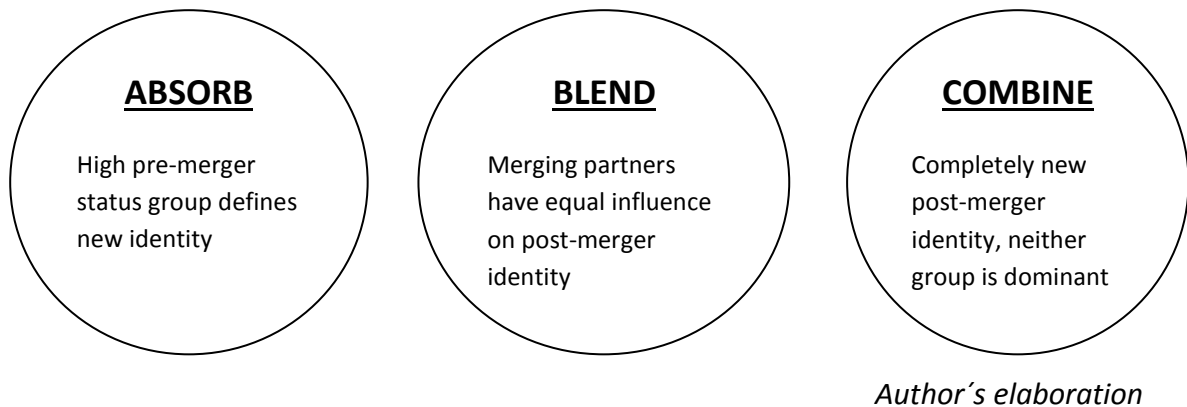 ABSORB
High pre-merger
status group defines
new identity
BLEND
Merging partners
have equal influence
on post-merger
identity
COMBINE
Completely new
post-merger
identity, neither
group is dominant
Author´s elaboration